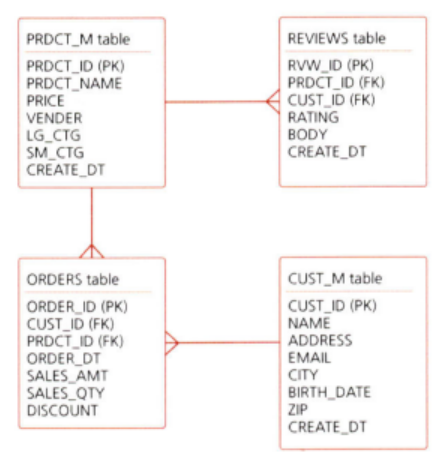 PRDCT_M table
PRDCT_ID (PK)
PRDCT_NAME
PRICE
VENDER
LG_CTG
SM_CTG
CREATE_DT
REVIEWS table
RVW_ID (PK)
PRDCT_ID (FK)
CUST_ID (FK)
RATING
BODY
CREATE_DT
ORDERS table
ORDER_ID (PK)
CUST_ID (FK)
PRDCT_ID (FK)
ORDER_DT
SALES_AMT
SALES_QTY
DISCOUNT
CUST_M table
CUST_ID (PK)
NAME
ADDRESS
EMAIL
CITY
BIRTH_DATE
ZIP
CREATE_DT